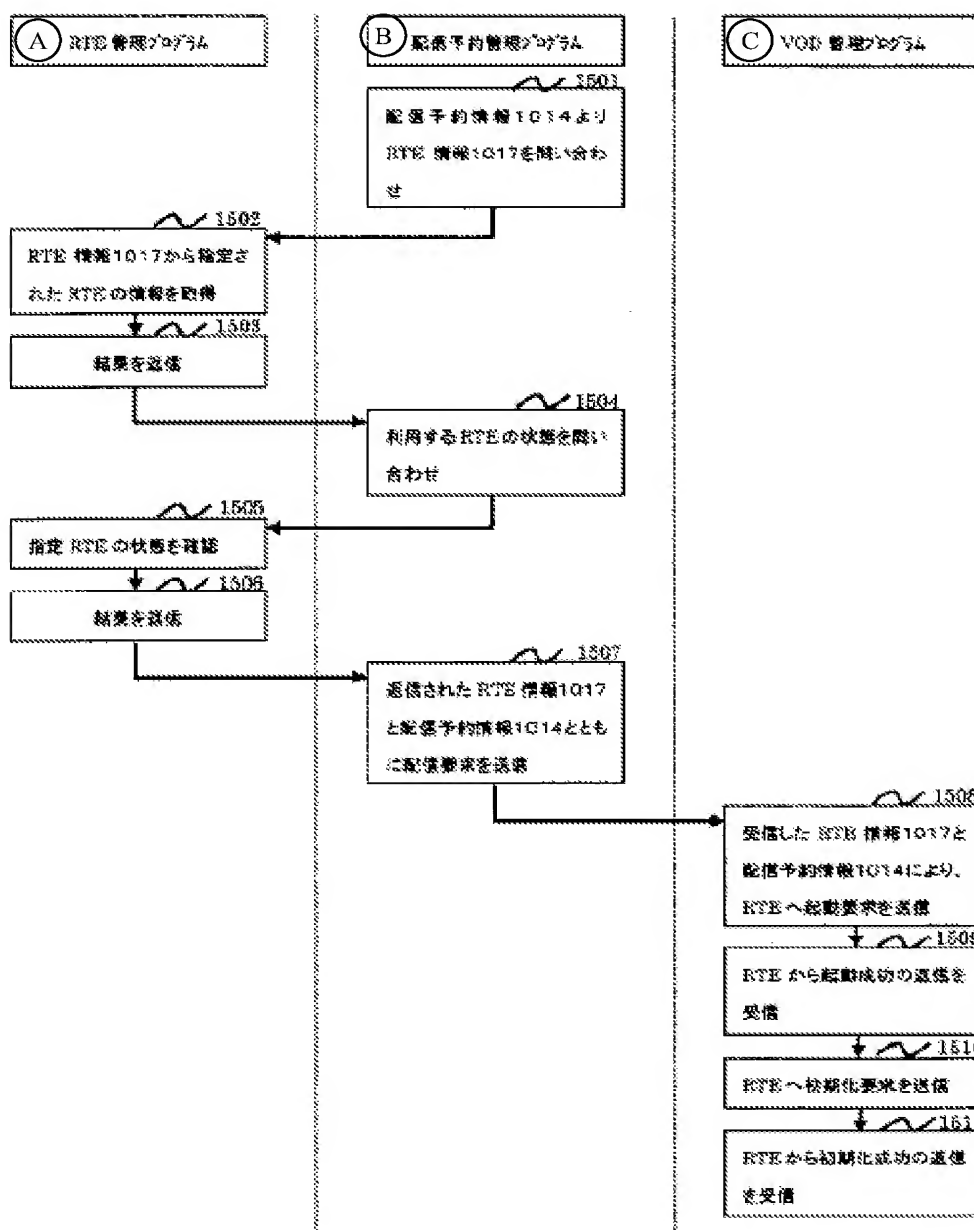 A RTE 管理プログラム
B 配信予約管理プログラム
C VOD 管理プログラム
1501
配信予約情報1014より
RTE 情報1017を問い合わ
せ
1502
RTE 情報1017から指定さ
れた RTE の情報を取得
1503
結果を返信
1504
利用する RTE の状態を問い
合わせ
1505
指定 RTE の状態を確認
1506
結果を返信
1507
返信された RTE 情報1017
と配信予約情報1014ととも
に配信要求を送信
1508
受信した RTE 情報1017と
配信予約情報1014により、
RTE へ起動要求を送信
1509
RTE から起動成功の返信を
受信
151
RTE へ初期化要求を送信
151
RTE から初期化成功の返信
を受信